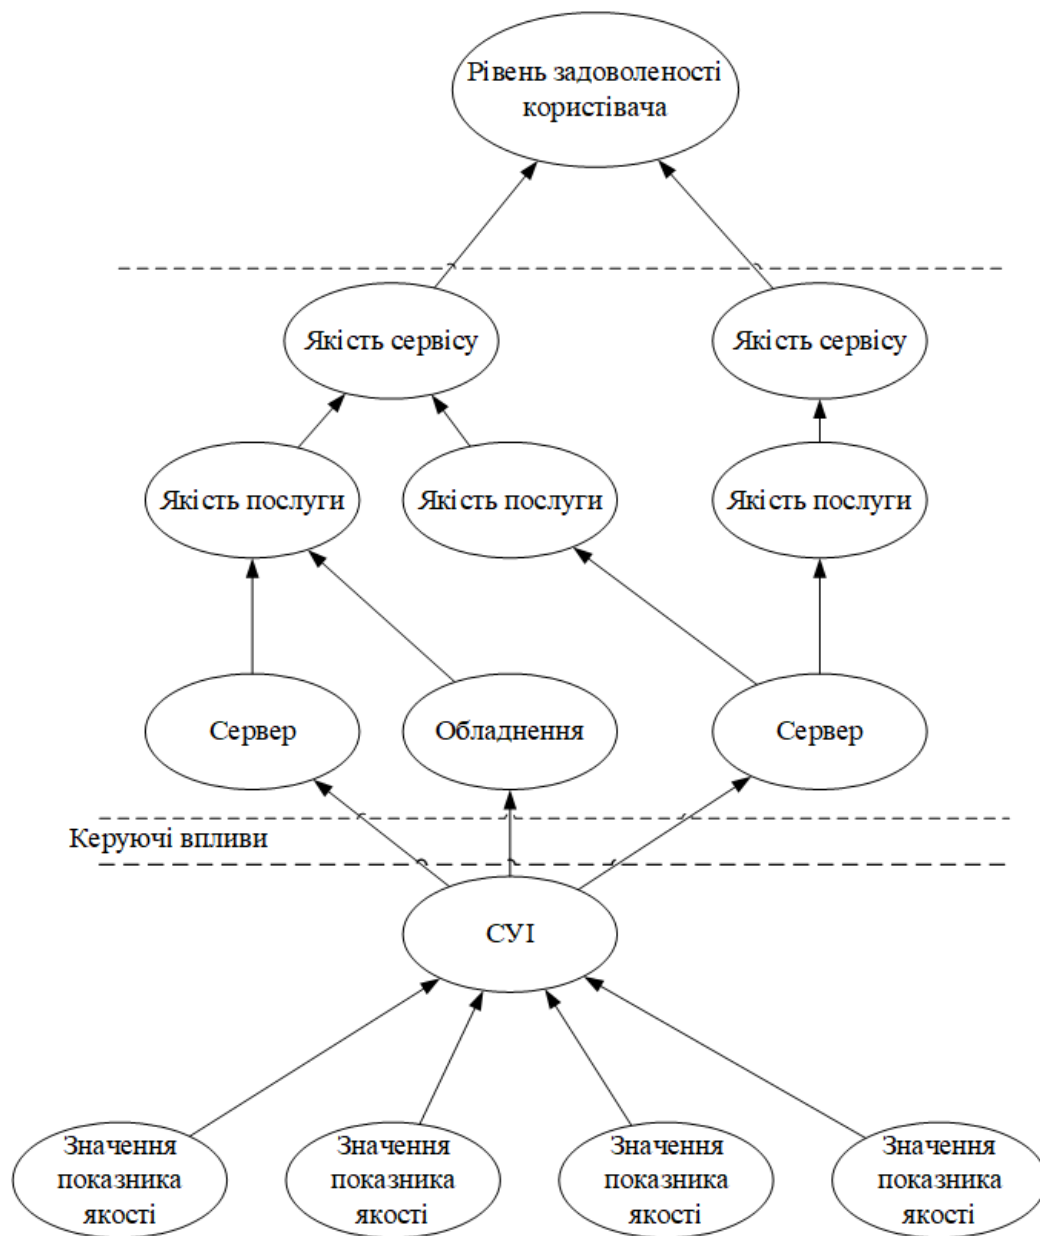 Рівень задоволеності
користівача
Якість сервісу
Якість сервісу
Якість послуги
Якість послуги
Якість послуги
Сервер
Обладнення
Сервер
Керуючі впливи
СУІ
Значення
показника
якості
Значення
показника
якості
Значення
показника
якості
Значення
показника
якості